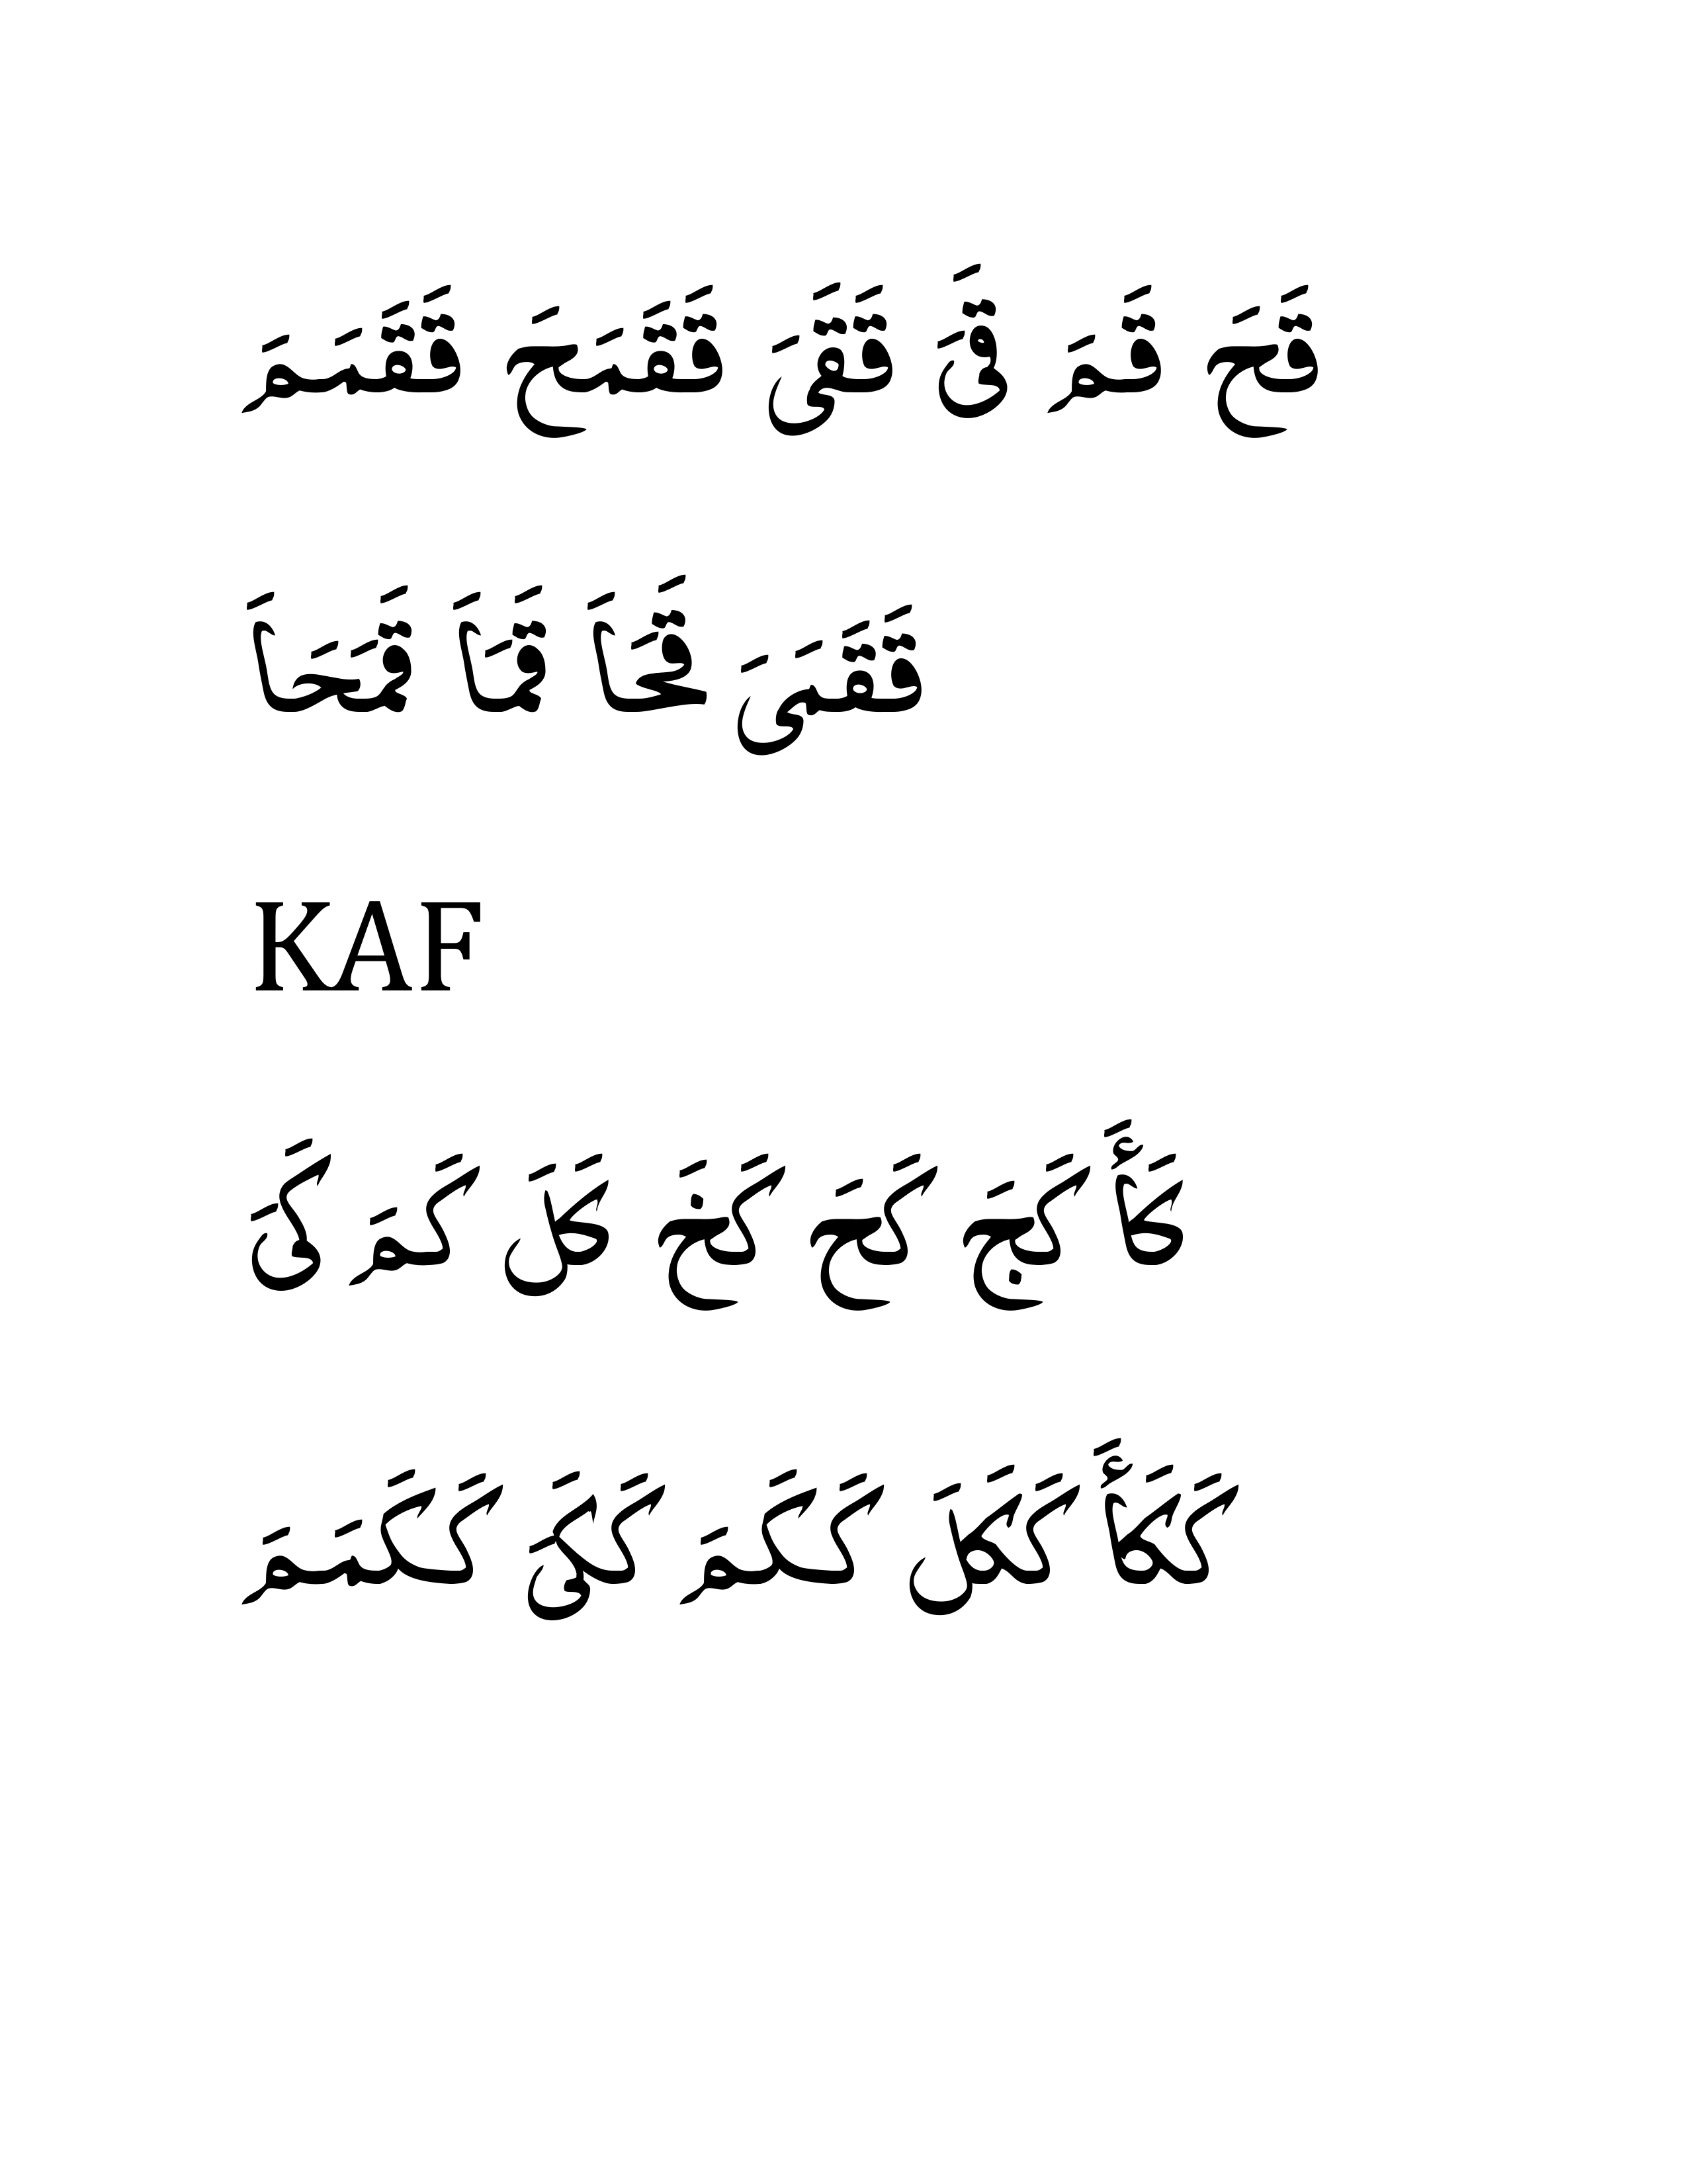 قَحَ قَمَ قَىَ قَقَىَ قَقَمَحَ قَقَمَمَ
قَقَمَىَ قَحَاَ قَمَاَ قَمَحَاَ
KAF
كَأَ كَجَ كَحَ كَخَ كَلَ كَمَ كَىَ
كَكَأَ كَكَلَ كَكَمَ كَكَىَ كَكَمَمَ